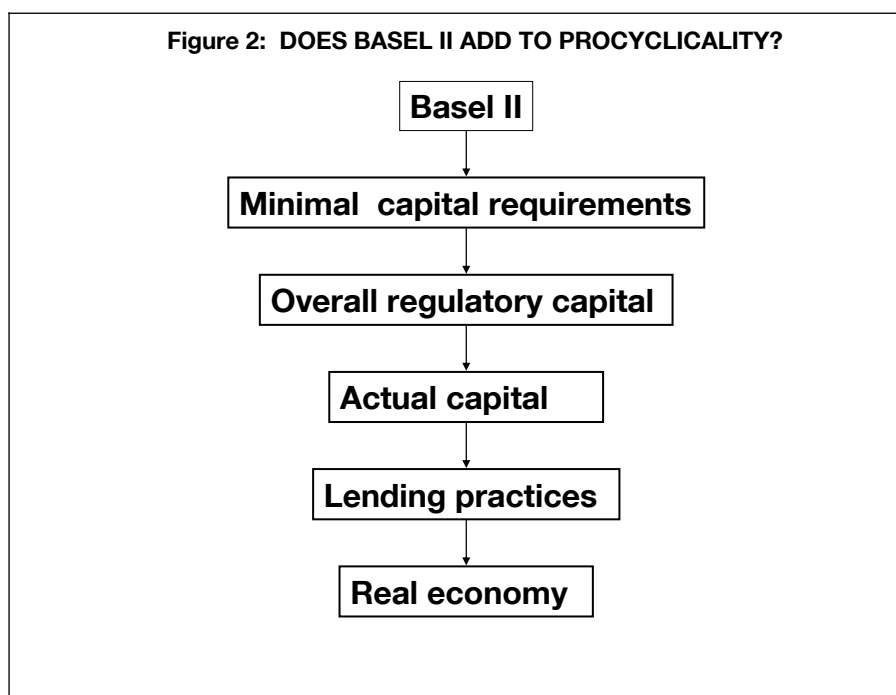 Figure 2: DOES BASEL II ADD TO PROCYCLICALITY?
Basel II
Minimal capital requirements
Overall regulatory capital
Actual capital
Lending practices
Real economy